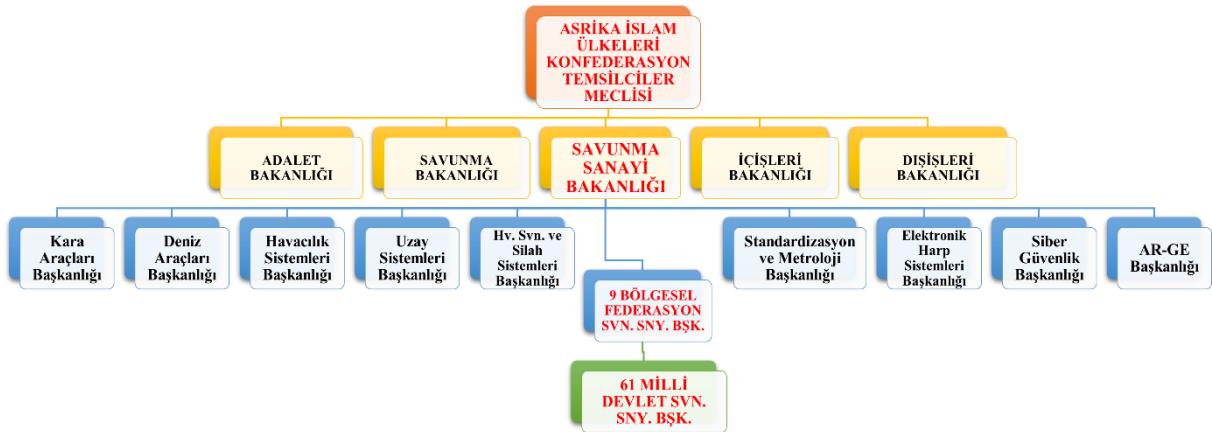 ASRİKA İSLAM
ÜLKELERİ
KONFEDERASYON
TEMSİLCİLER
MECLİSİ
ADALET
BAKANLIĞI
SAVUNMA
BAKANLIĞI
SAVUNMA
SANAYİ
BAKANLIĞI
İÇİŞLERİ
BAKANLIĞI
DIŞİŞLERİ
BAKANLIĞI
Kara
Araçları
Başkanlığı
Deniz
Araçları
Başkanlığı
Havacılık
Sistemleri
Başkanlığı
Uzay
Sistemleri
Başkanlığı
Hv. Svn. ve
Silah
Sistemleri
Başkanlığı
Standardizasyon
ve Metroloji
Başkanlığı
Elektronik
Harp
Sistemleri
Başkanlığı
Siber
Güvenlik
Başkanlığı
AR-GE
Başkanlığı
9 BÖLGESEL
FEDERASYON
SVN. SNY. BŞK.
61 MİLLİ
DEVLET SVN.
SNY. BŞK.